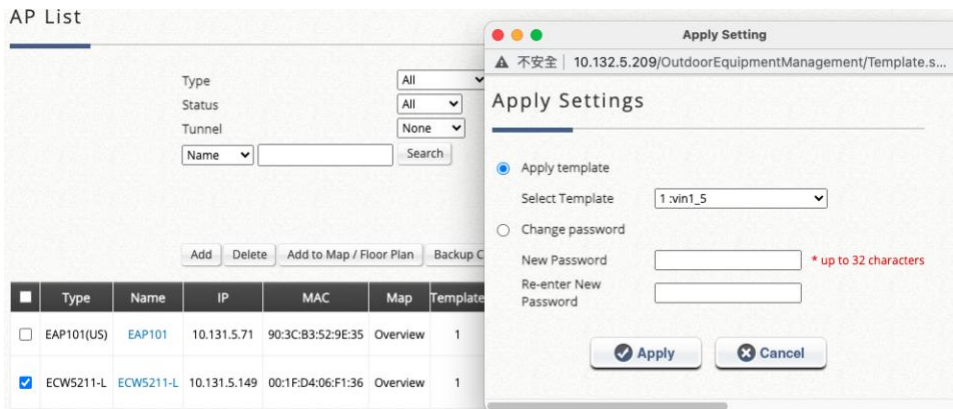 AP List
Type All
Status All
Tunnel None
Name Search
Add Delete Add to Map / Floor Plan Backup C
Type Name IP MAC Map Template
EAP101(US) EAP101 10.131.5.71 90:3C:B3:52:9E:35 Overview 1
ECW5211-L ECW5211-L 10.131.5.149 00:1F:D4:06:F1:36 Overview 1
Apply Setting
不安全 | 10.132.5.209/OutdoorEquipmentManagement/Template.s...
Apply Settings
Apply template
Select Template 1 :vin1_5
Change password
New Password * up to 32 characters
Re-enter New
Password
Apply Cancel